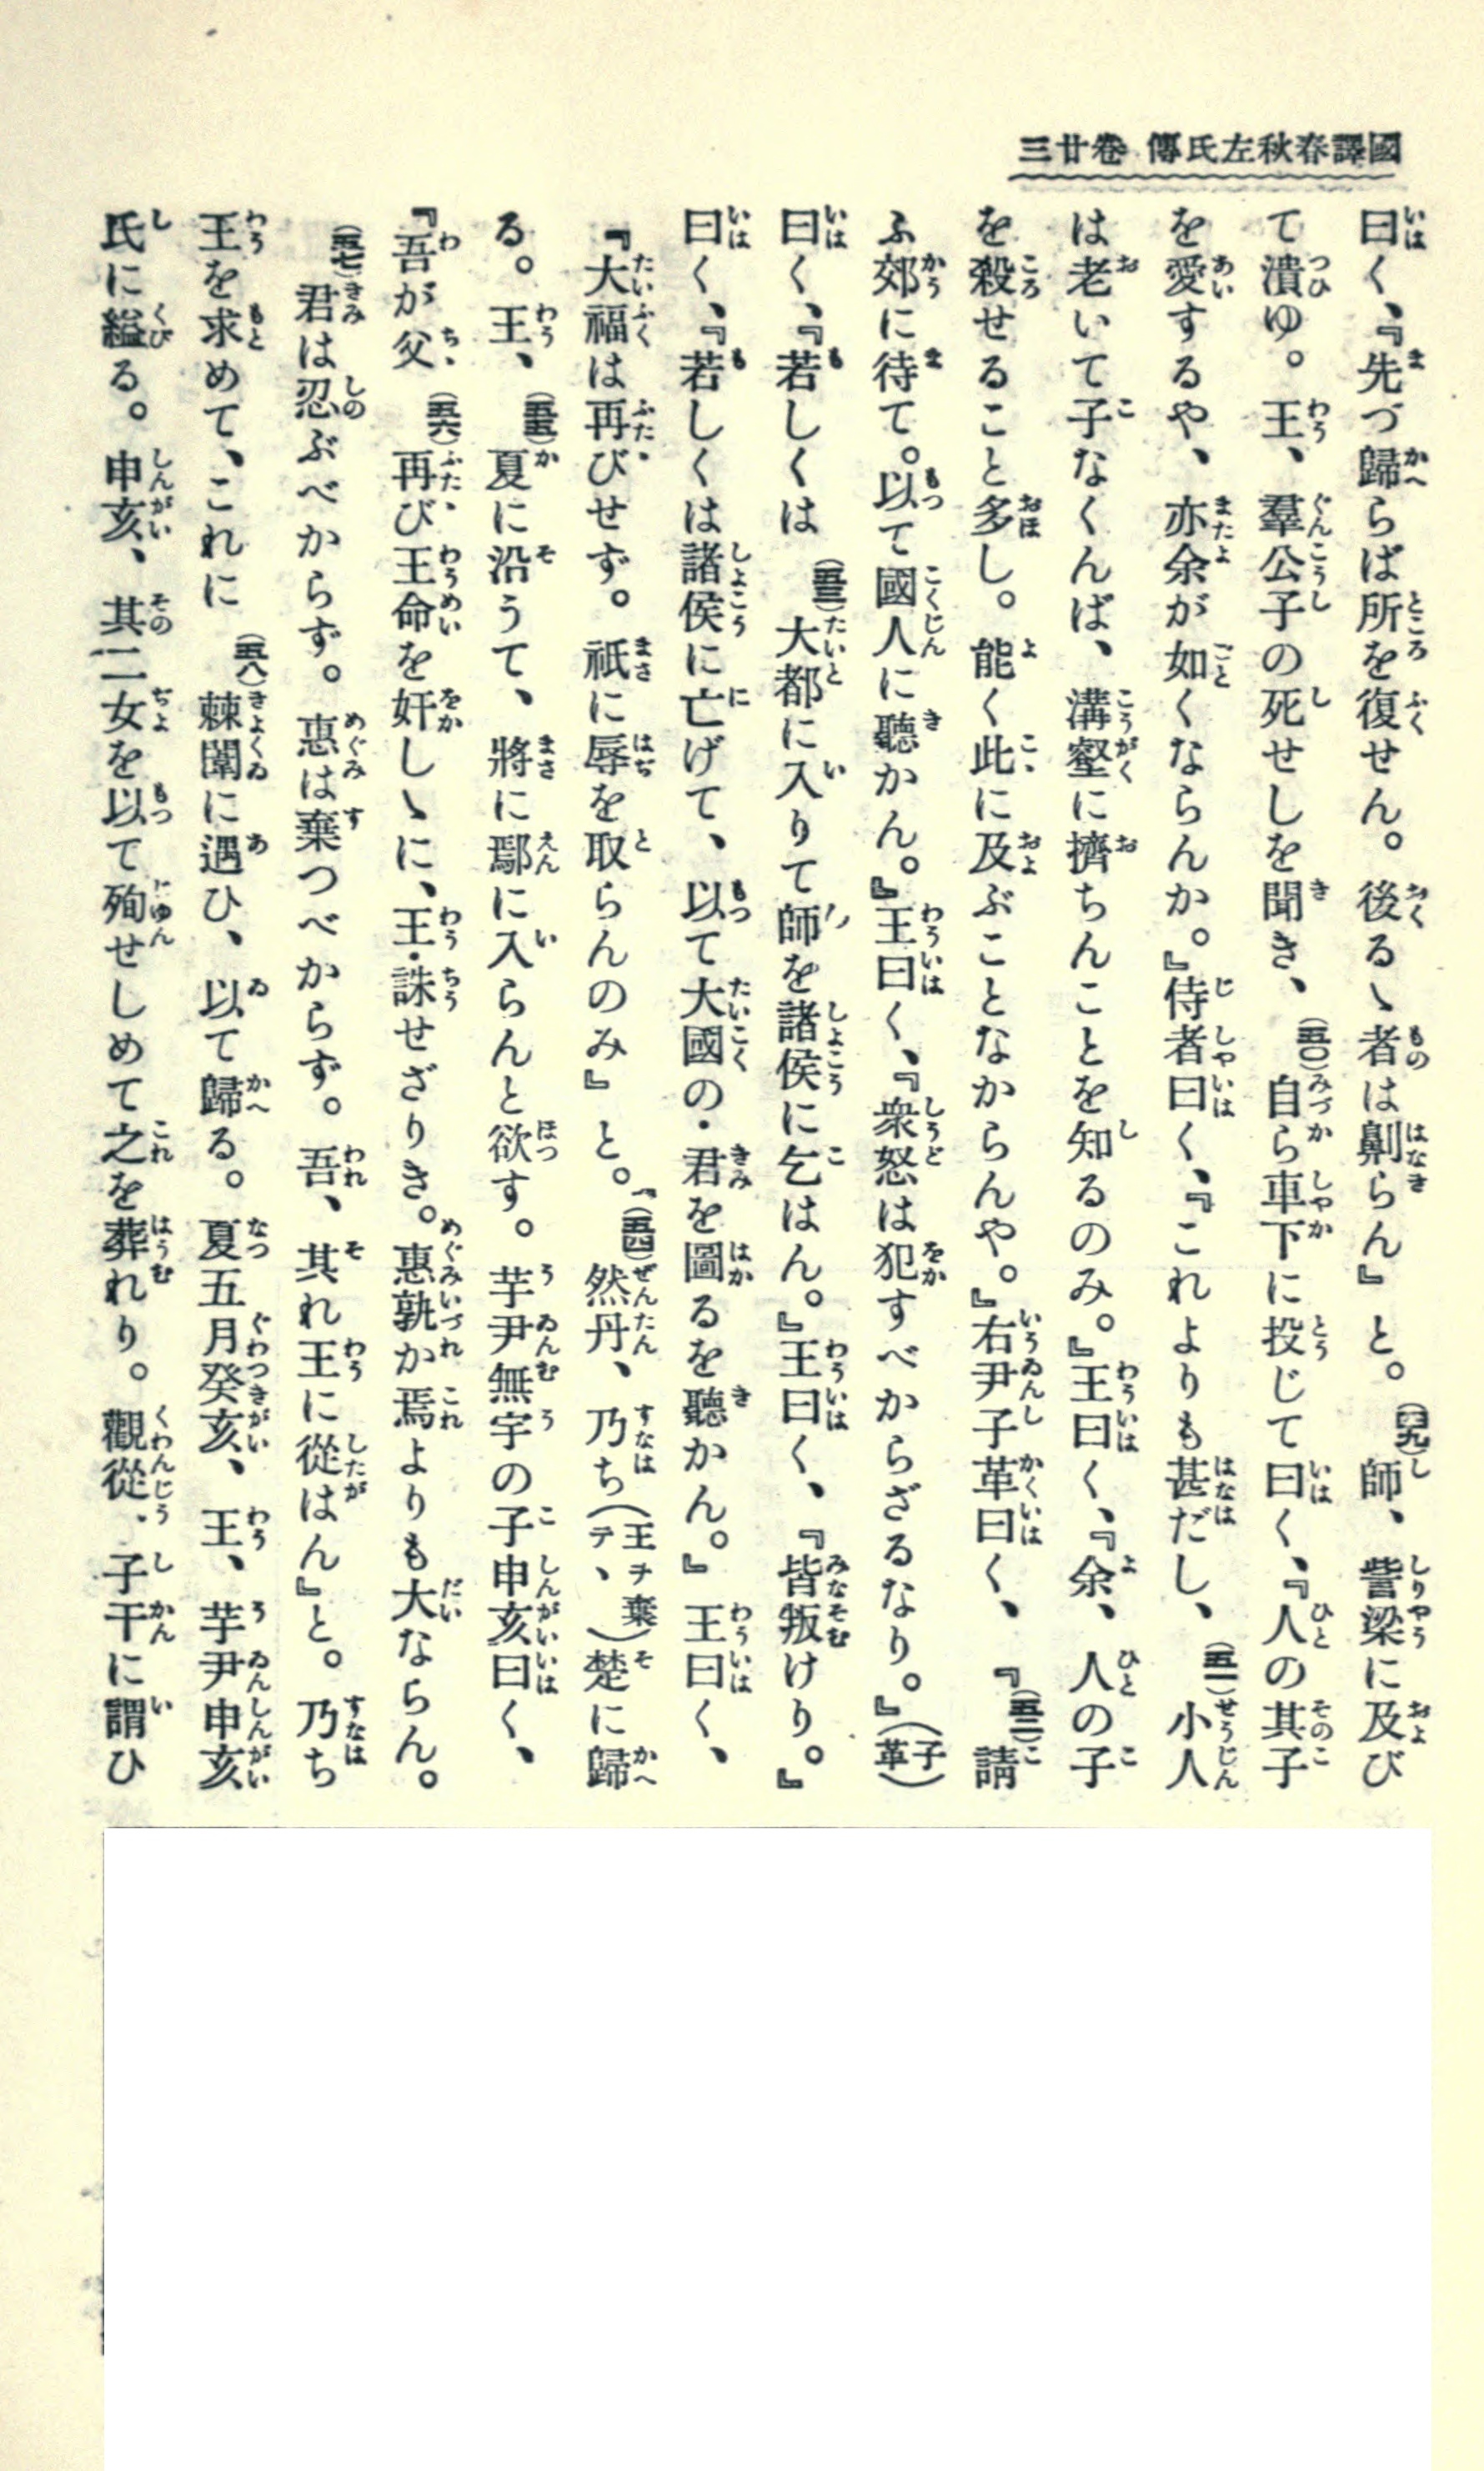 國譯春秋左氏傳 卷廿三
曰く、『先づ歸らば所を復せん。後るゝ者は劓らん』と。(四九)師、訾梁に及び
て潰ゆ。王、羣公子の死せしを聞き、(五〇)自ら車下に投じて曰く、『人の其子
を愛するや、亦余が如くならんか。』侍者曰く、『これよりも甚だし、(五一)小人
は老いて子なくんば、溝壑に擠ちんことを知るのみ。』王曰く、『余、人の子
を殺せること多し。能く此に及ぶことなからんや。』右尹子革曰く、『(五二)請
ふ郊に待て。以て國人に聽かん。』王曰く、『衆怒は犯すべからざるなり。』(子革)
曰く、『若しくは(五三)大都に入りて師を諸侯に乞はん。』王曰く、『皆叛けり。』
曰く、『若しくは諸侯に亡げて、以て大國の・君を圖るを聽かん。』王曰く、
『大福は再びせず。祇に辱を取らんのみ』と。『(五四)然丹、乃ち(王ヲ棄テ、)楚に歸
る。王、(五五)夏に沿うて、將に鄢に入らんと欲す。芋尹無宇の子申亥曰く、
『吾が父(五六)再び王命を奸しゝに、王・誅せざりき。惠孰か焉よりも大ならん。
(五七)君は忍ぶべからず。惠は棄つべからず。吾、其れ王に從はん』と。乃ち
王を求めて、これに(五八)棘闈に遇ひ、以て歸る。夏五月癸亥、王、芋尹申亥
氏に縊る。申亥、其二女を以て殉せしめて之を葬れり。觀從、子干に謂ひ